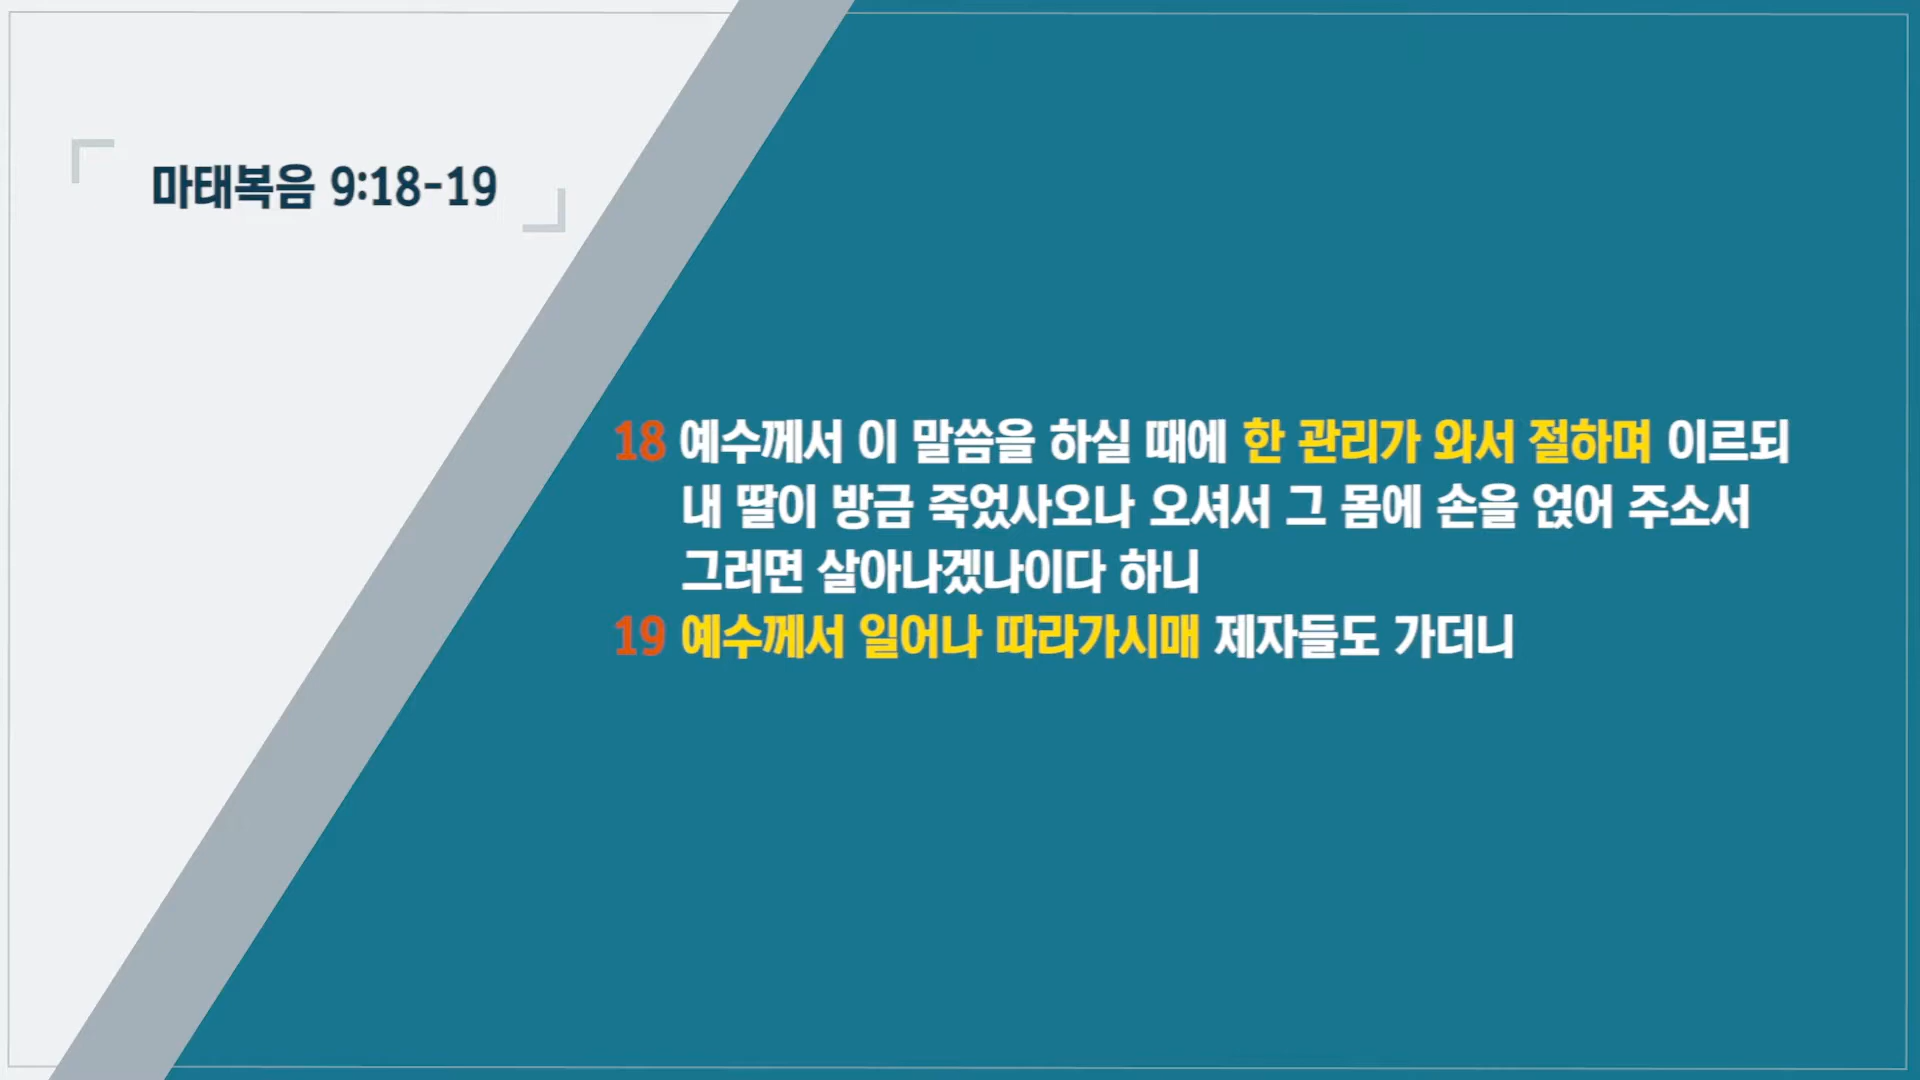 마태복음 9:18-19
18 예수께서 이 말씀을 하실 때에 한 관리가 와서 절하며 이르되
내 딸이 방금 죽었사오나 오셔서 그 몸에 손을 얹어 주소서
그러면 살아나겠나이다 하니
19 예수께서 일어나 따라가시매 제자들도 가더니